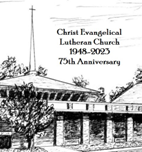 Christ Evangelical
Lutheran Church
1948-2023
75th Anniversary